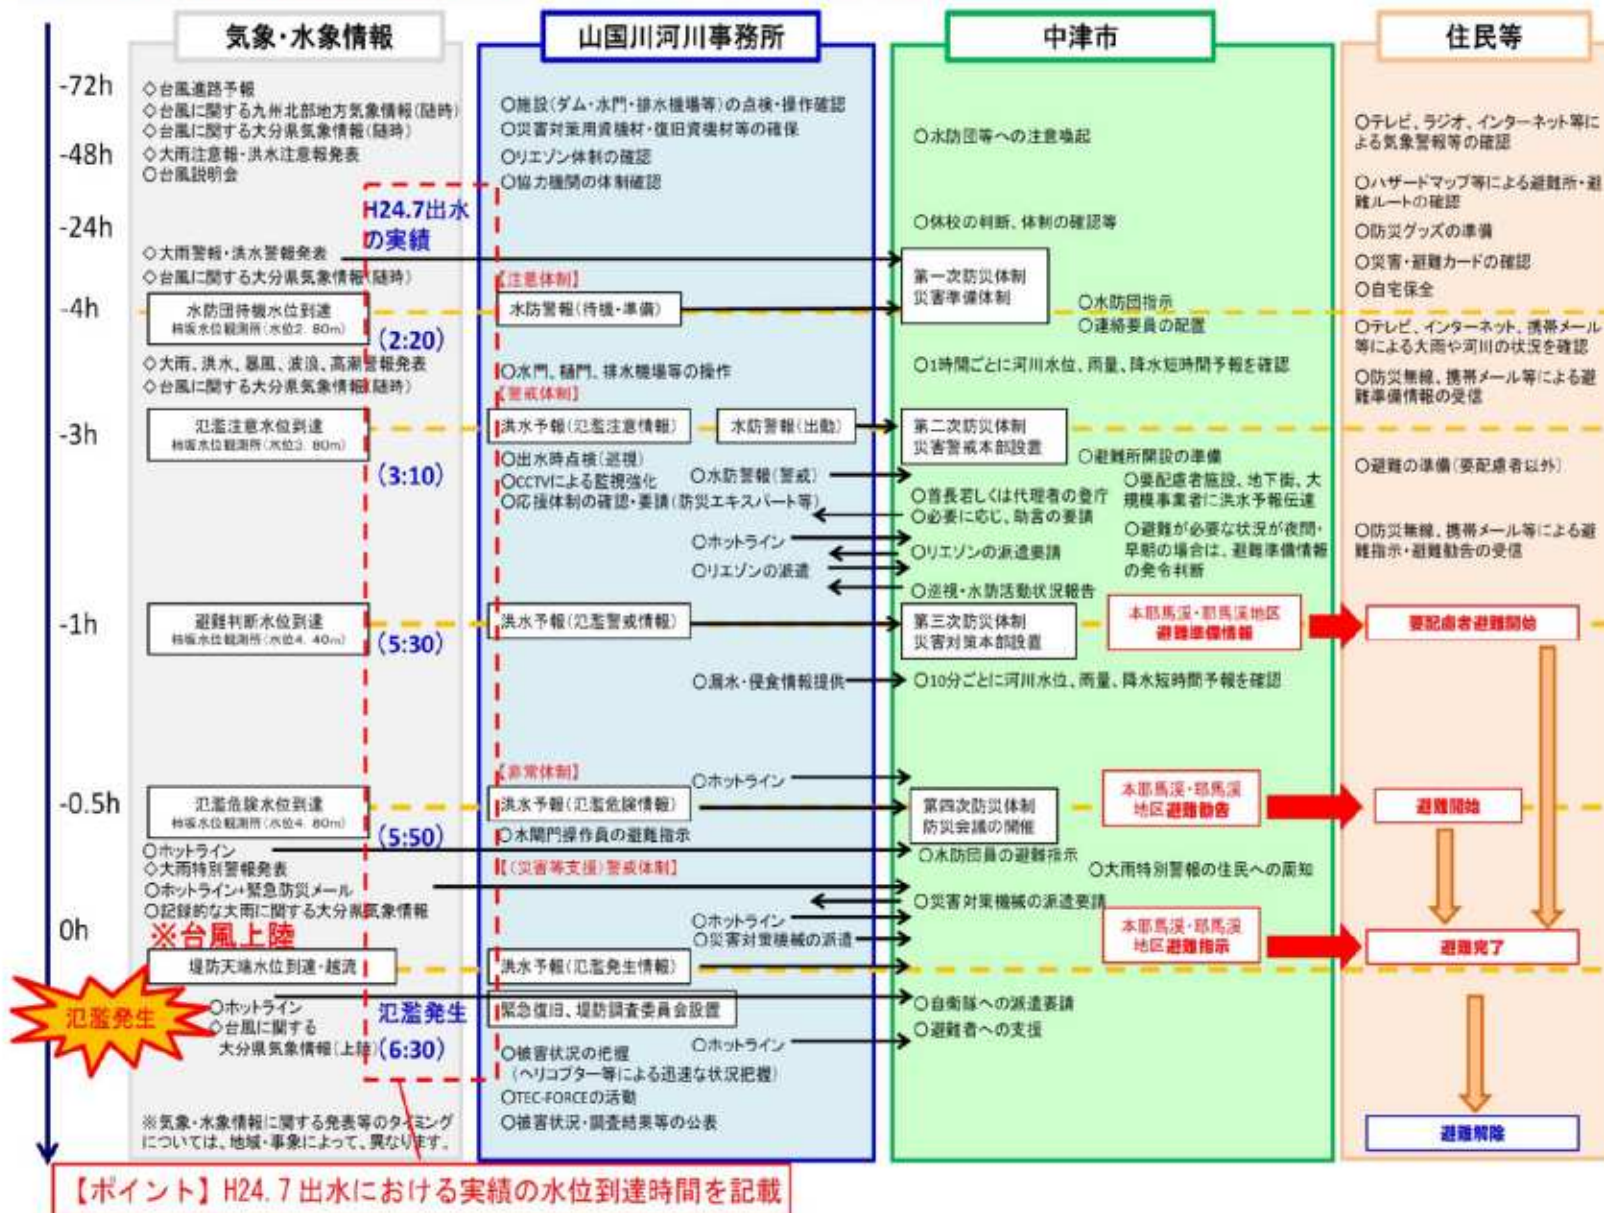 気象・水象情報
山国川河川事務所
中津市
住民等
-72h
-48h
-24h
-4h
-3h
-1h
-0.5h
0h
◇台風進路予報
◇台風に関する九州北部地方気象情報(随時)
◇台風に関する大分県気象情報(随時)
◇大雨注意報・洪水注意報発表
○台風説明会
H24.7出水
の実績
◇大雨警報・洪水警報発表
◇台風に関する大分県気象情報(随時)
水防団待機水位到達
柿坂水位観測所(水位2.80m)
(2:20)
◇大雨、洪水、暴風、波浪、高潮警報発表
◇台風に関する大分県気象情報(随時)
氾濫注意水位到達
柿坂水位観測所(水位3.80m)
(3:10)
避難判断水位到達
柿坂水位観測所(水位4.40m)
(5:30)
氾濫危険水位到達
柿坂水位観測所(水位4.80m)
(5:50)
○ホットライン
◇大雨特別警報発表
○ホットライン+緊急防災メール
○記録的な大雨に関する大分県気象情報
※台風上陸
堤防天端水位到達・越流
氾濫発生
○ホットライン
◇台風に関する
大分県気象情報(上陸)
氾濫発生
(6:30)
※気象・水象情報に関する発表等のタイミング
については、地域・事象によって、異なります。
○施設(ダム・水門・排水機場等)の点検・操作確認
○災害対策用資機材・復旧資機材等の確保
○リエゾン体制の確認
○協力機関の体制確認
【注意体制】
水防警報(待機・準備)
○水門、樋門、排水機場等の操作
【警戒体制】
洪水予報(氾濫注意情報)
水防警報(出動)
○出水時点検(巡視)
○CCTVによる監視強化
○応援体制の確認・要請(防災エキスパート等)
○水防警報(警戒)
○ホットライン
○リエゾンの派遣
洪水予報(氾濫警戒情報)
○漏水・侵食情報提供
【非常体制】
○ホットライン
洪水予報(氾濫危険情報)
○水閘門操作員の避難指示
【(災害等支援)警戒体制】
○ホットライン
○災害対策機械の派遣
洪水予報(氾濫発生情報)
緊急復旧、堤防調査委員会設置
○ホットライン
○被害状況の把握
(ヘリコプター等による迅速な状況把握)
○TEC-FORCEの活動
○被害状況・調査結果等の公表
○水防団等への注意喚起
○休校の判断、体制の確認等
第一次防災体制
災害準備体制
○水防団指示
○連絡要員の配置
○1時間ごとに河川水位、雨量、降水短時間予報を確認
第二次防災体制
災害警戒本部設置
○避難所開設の準備
○首長若しくは代理者の登庁
○必要に応じ、助言の要請
○要配慮者施設、地下街、大
規模事業者に洪水予報伝達
○リエゾンの派遣要請
○避難が必要な状況が夜間・
早朝の場合は、避難準備情報
の発令判断
○巡視・水防活動状況報告
第三次防災体制
災害対策本部設置
本耶馬渓・耶馬渓地区
避難準備情報
○10分ごとに河川水位、雨量、降水短時間予報を確認
第四次防災体制
防災会議の開催
本耶馬渓・耶馬渓
地区避難勧告
○水防団員の避難指示
○大雨特別警報の住民への周知
○災害対策機械の派遣要請
本耶馬渓・耶馬渓
地区避難指示
○自衛隊への派遣要請
○避難者への支援
○テレビ、ラジオ、インターネット等に
よる気象警報等の確認
○ハザードマップ等による避難所・避
難ルートの確認
○防災グッズの準備
○災害・避難カードの確認
○自宅保全
○テレビ、インターネット、携帯メール
等による大雨や河川の状況を確認
○防災無線、携帯メール等による避
難準備情報の受信
○避難の準備(要配慮者以外)
○防災無線、携帯メール等による避
難指示・避難勧告の受信
要配慮者避難開始
避難開始
避難完了
避難解除
【ポイント】H24.7出水における実績の水位到達時間を記載